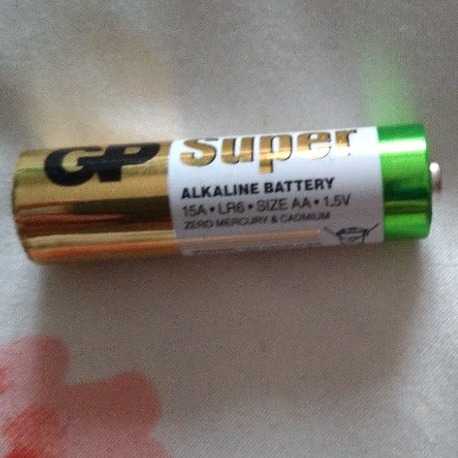 GP Super
ALKALINE BATTERY
15A • LR6 • SIZE AA • 1.5V
ZERO MERCURY & CADMIUM